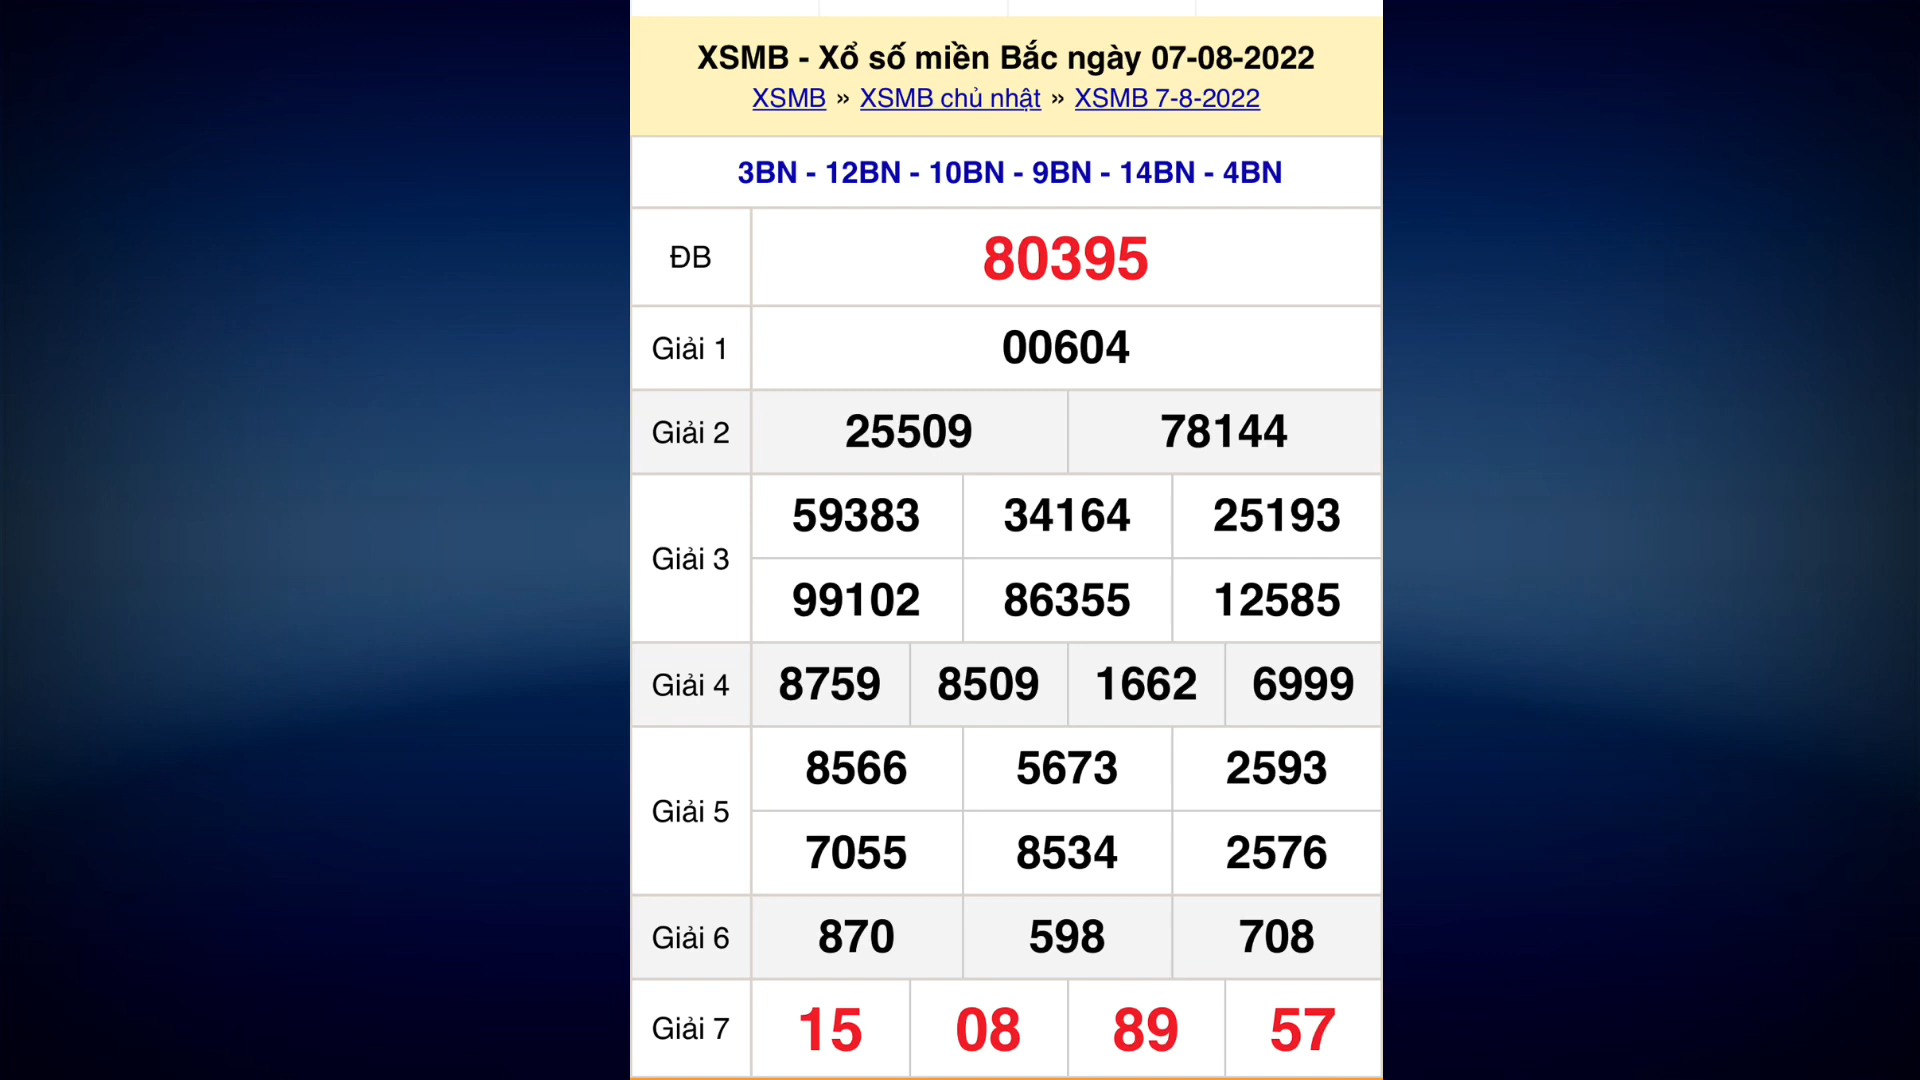 XSMB - Xổ số miền Bắc ngày 07-08-2022
XSMB » XSMB chủ nhật » XSMB 7-8-2022
3BN - 12BN - 10BN - 9BN - 14BN - 4BN
ĐB 80395
Giải 1 00604
Giải 2 25509 78144
Giải 3 59383 34164 25193
99102 86355 12585
Giải 4 8759 8509 1662 6999
Giải 5 8566 5673 2593
7055 8534 2576
Giải 6 870 598 708
Giải 7 15 08 89 57